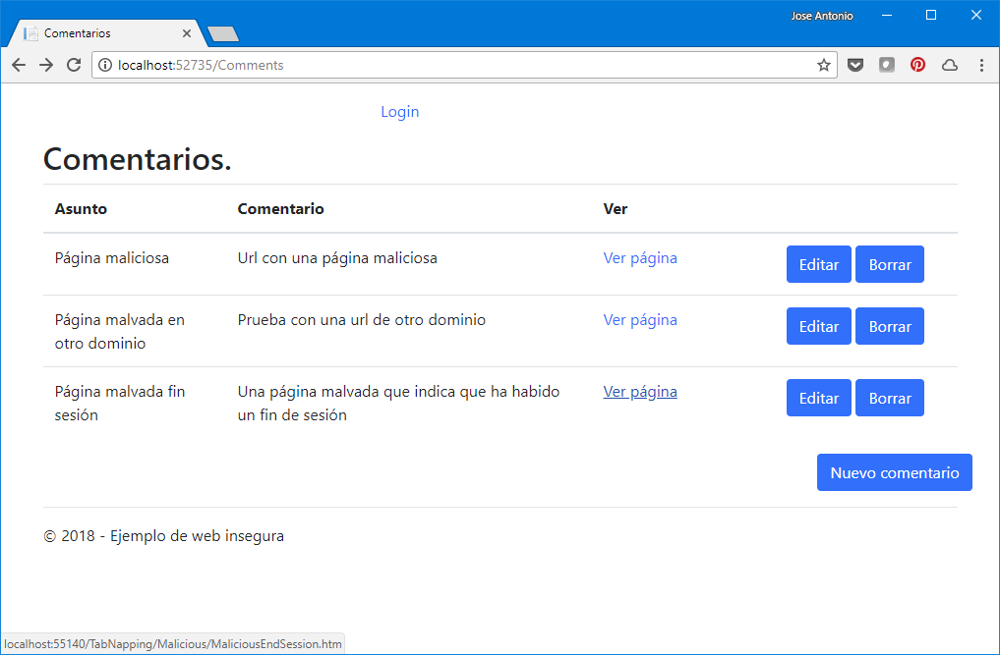 Jose Antonio
Comentarios
localhost:52735/Comments
Login
Comentarios.
Asunto Comentario Ver
Página maliciosa Url con una página maliciosa Ver página Editar Borrar
Página malvada en Prueba con una url de otro dominio Ver página Editar Borrar
otro dominio
Página malvada fin Una página malvada que indica que ha habido Ver página Editar Borrar
sesión un fin de sesión
Nuevo comentario
© 2018 - Ejemplo de web insegura
localhost:55140/TabNapping/Malicious/MaliciousEndSession.htm